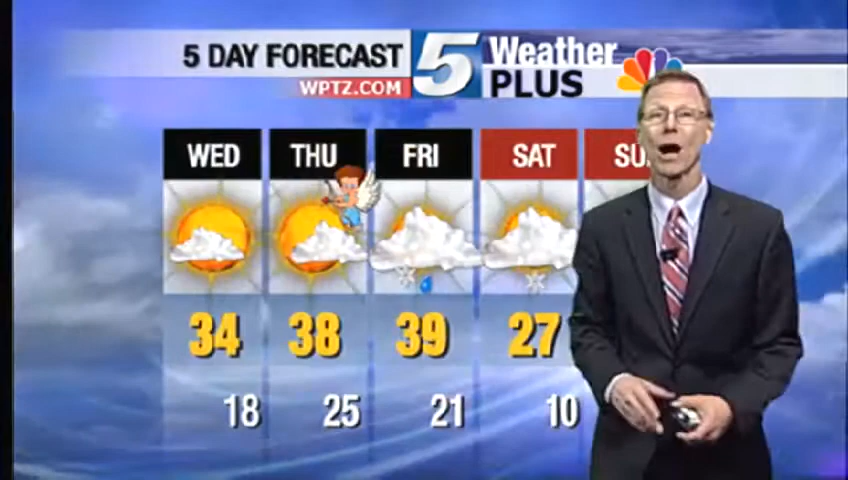 5 DAY FORECAST
WPTZ.COM
5
Weather
PLUS
WED THU FRI SAT
34 38 39 27
18 25 21 10